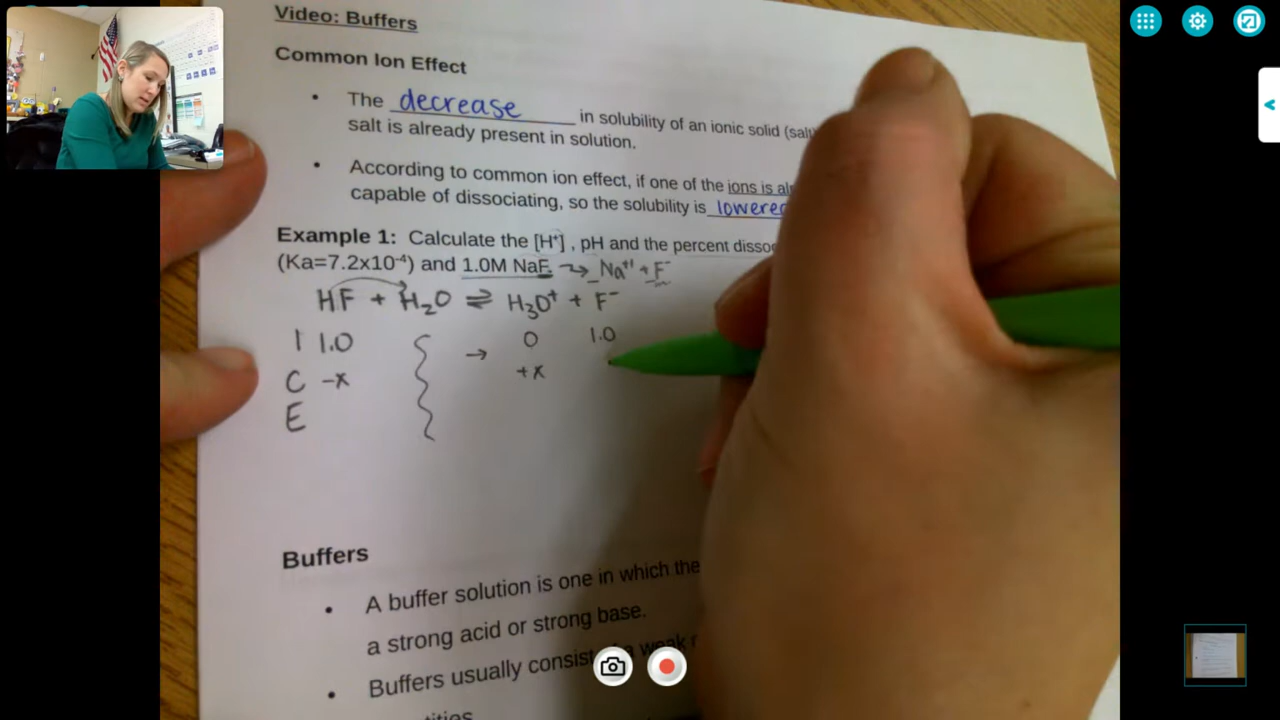 Video: Buffers
Common Ion Effect
• The decrease in solubility of an ionic solid (salt)
salt is already present in solution.
• According to common ion effect, if one of the ions is
capable of dissociating, so the solubility is lowered
Example 1: Calculate the [H⁺] , pH and the percent
(Ka=7.2x10⁻⁴) and 1.0M NaF. → Na⁺¹ + F⁻
HF + H₂O ⇌ H₃O⁺ + F⁻
I 1.0 → 0 1.0
C -x +x
E
Buffers
• A buffer solution is one in which the
a strong acid or strong base.
• Buffers usually consist a weak